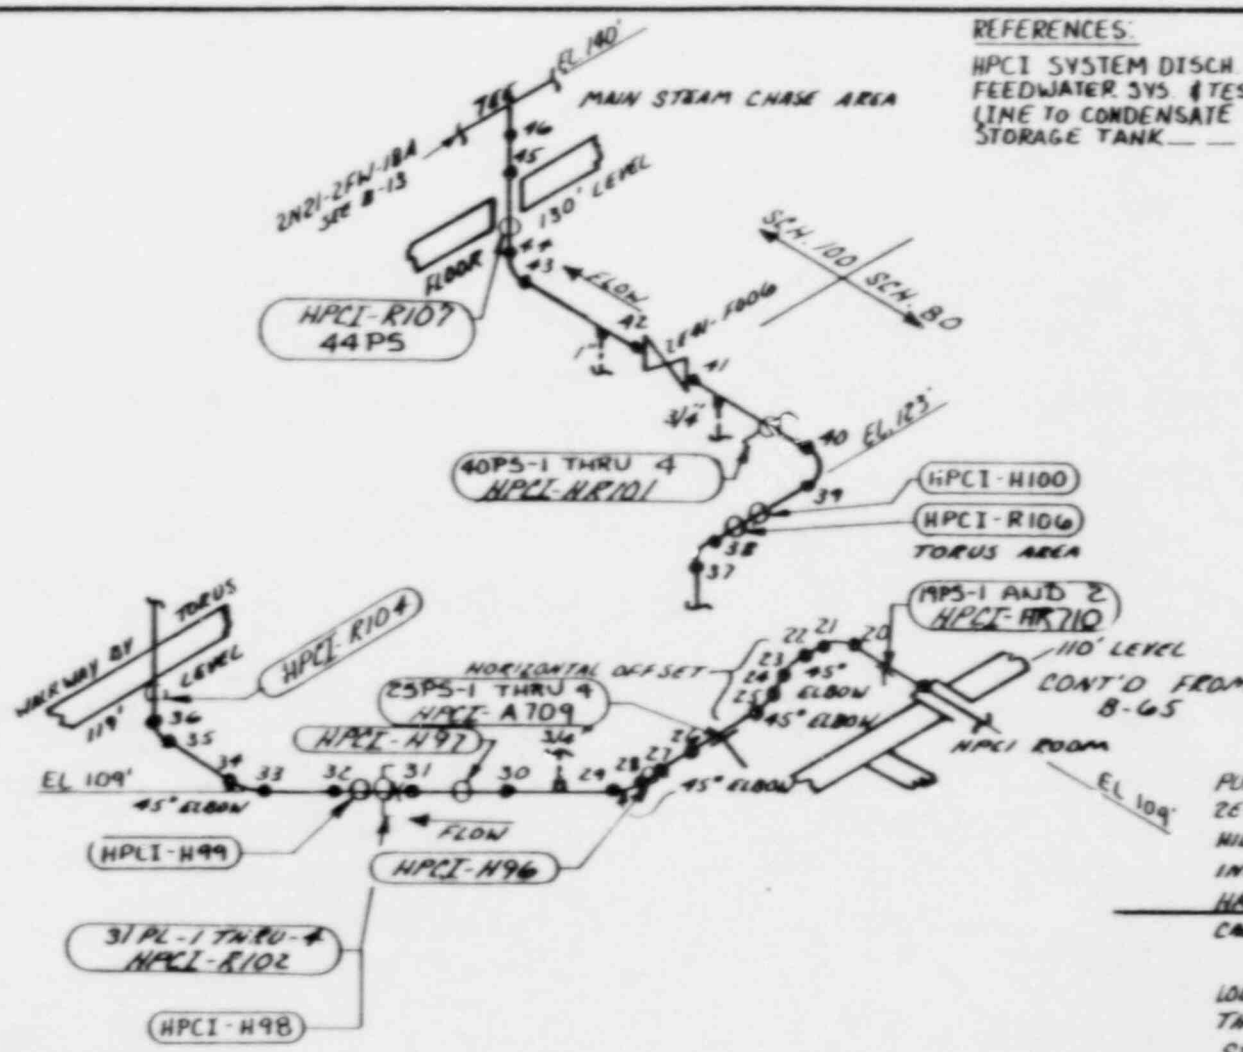 REFERENCES:
HPCI SYSTEM DISCH
FEEDWATER SYS. & TES
LINE TO CONDENSATE
STORAGE TANK
EL. 140'
TEE
MAIN STEAM CHASE AREA
46
45
2N21-2FW-18A
SEE B-13
130' LEVEL
FLOOR
44
43
HPCI-R107
44PS
FLOW
SCH. 100
SCH. 80
42
2E41-F006
41
1"
3/4"
40
EL. 123'
40PS-1 THRU 4
HPCI-HR101
39
HPCI-H100
HPCI-R106
38
TORUS AREA
37
19PS-1 AND 2
HPCI-HR710
WALKWAY BY TORUS
119' LEVEL
HPCI-R104
HORIZONTAL OFFSET
22
21
20
23
24
25
45° ELBOW
45° ELBOW
110' LEVEL
CONT'D FROM
B-65
25PS-1 THRU 4
HPCI-A709
HPCI-H97
3/4"
26
HPCI ROOM
EL 109'
36
35
34
EL 109'
33
32
31
30
29
28
27
45° ELBOW
45° ELBOW
FLOW
HPCI-H99
HPCI-H96
31PL-1 THRU-4
HPCI-R102
HPCI-H98